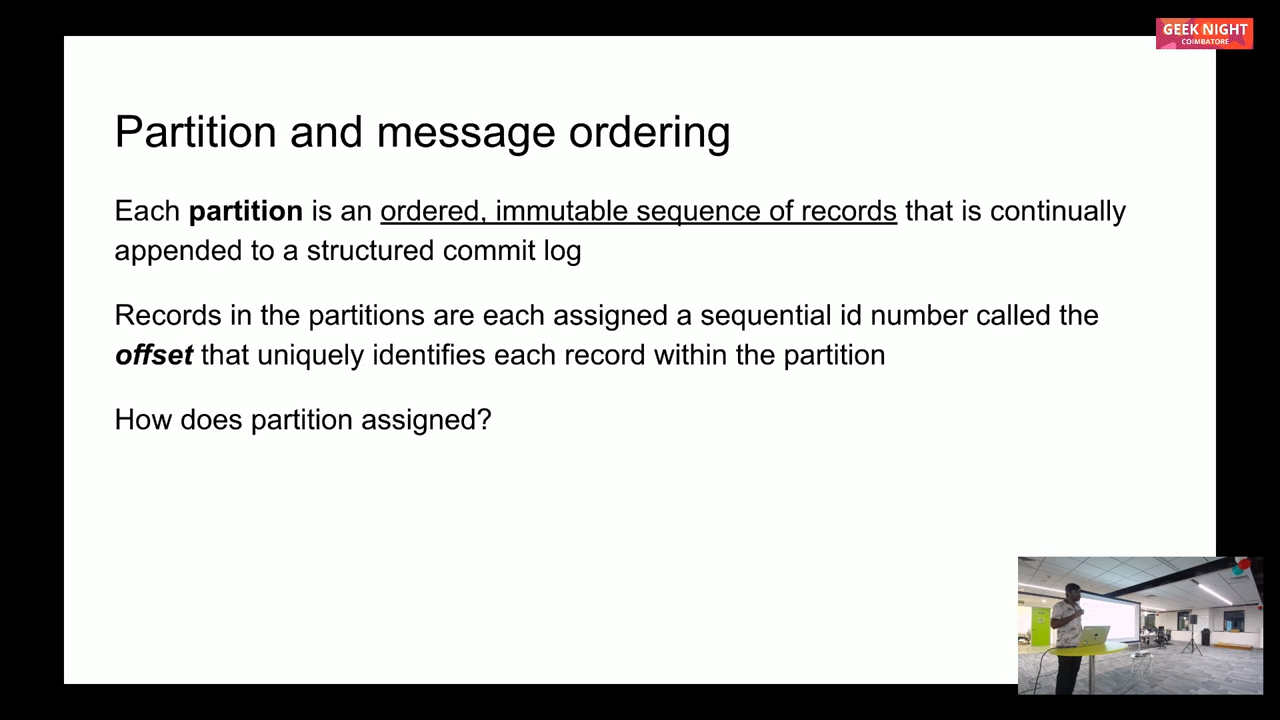 GEEK NIGHT
COIMBATORE
Partition and message ordering
Each partition is an ordered, immutable sequence of records that is continually
appended to a structured commit log
Records in the partitions are each assigned a sequential id number called the
offset that uniquely identifies each record within the partition
How does partition assigned?